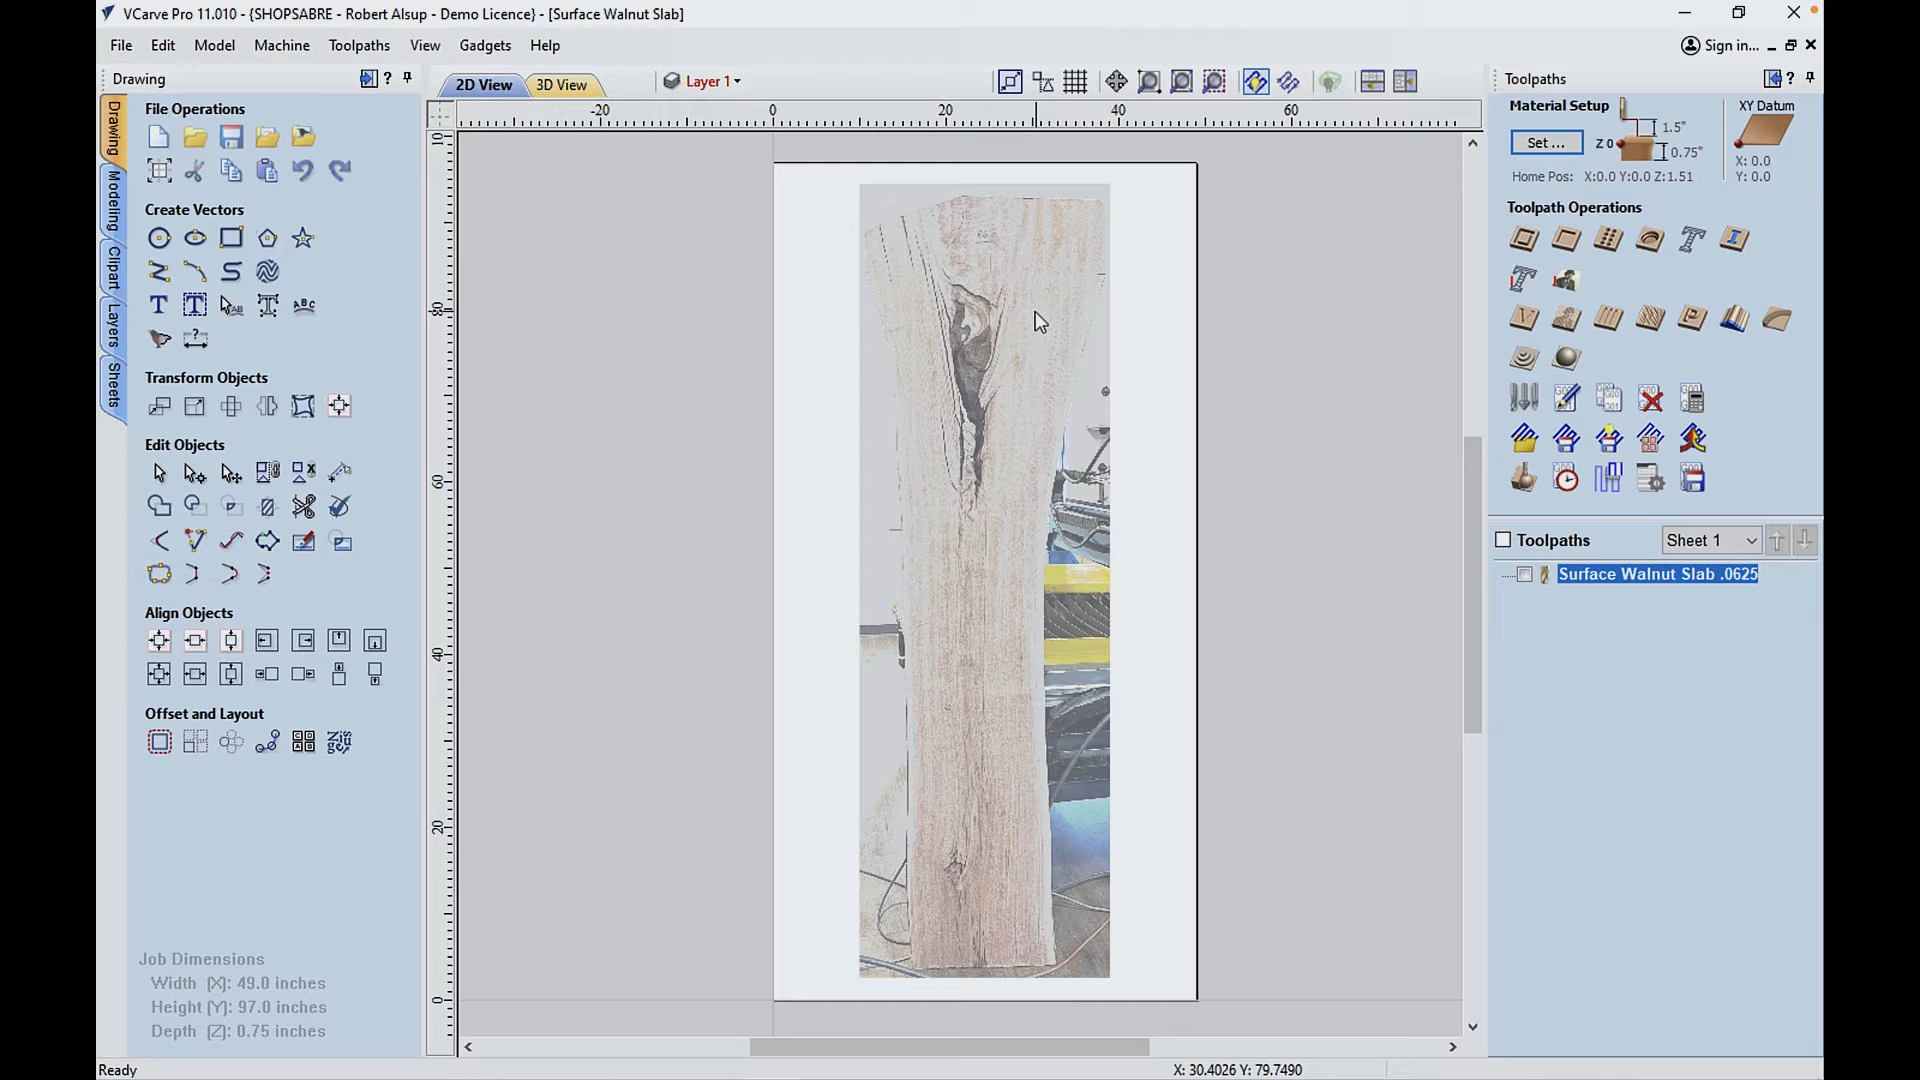 VCarve Pro 11.010 - {SHOPSABRE - Robert Alsup - Demo Licence} - [Surface Walnut Slab]
File Edit Model Machine Toolpaths View Gadgets Help
Sign in...
Drawing
2D View 3D View
Layer 1
Toolpaths
File Operations
Create Vectors
Transform Objects
Edit Objects
Align Objects
Offset and Layout
Drawing
Modeling
Clipart
Layers
Sheets
Job Dimensions
Width (X): 49.0 inches
Height (Y): 97.0 inches
Depth (Z): 0.75 inches
-20 0 20 40 60
60
40
20
0
Material Setup
Set ...
Z 0
1.5"
0.75"
XY Datum
X: 0.0
Y: 0.0
Home Pos: X:0.0 Y:0.0 Z:1.51
Toolpath Operations
Toolpaths
Sheet 1
Surface Walnut Slab .0625
Ready
X: 30.4026 Y: 79.7490